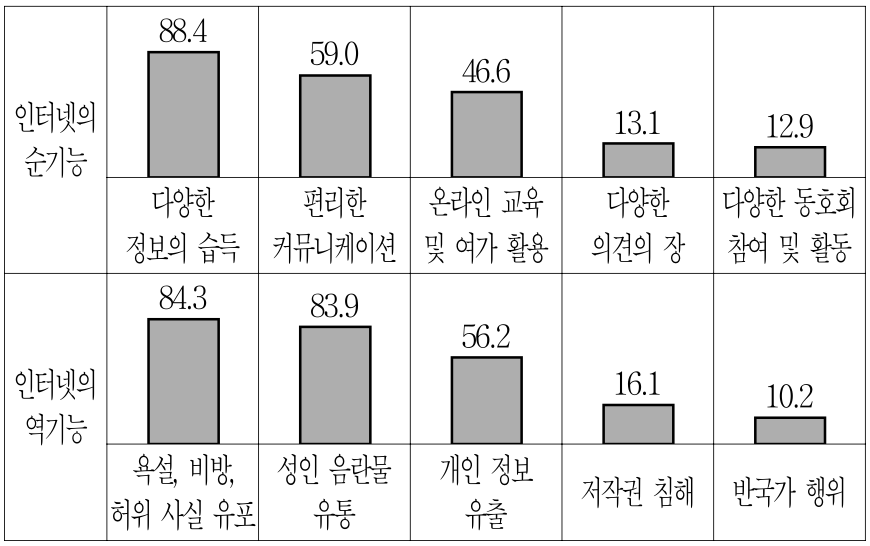 인터넷의
순기능
88.4
59.0
46.6
13.1
12.9
다양한
정보의 습득
편리한
커뮤니케이션
온라인 교육
및 여가 활용
다양한
의견의 장
다양한 동호회
참여 및 활동
인터넷의
역기능
84.3
83.9
56.2
16.1
10.2
욕설, 비방,
허위 사실 유포
성인 음란물
유통
개인 정보
유출
저작권 침해
반국가 행위